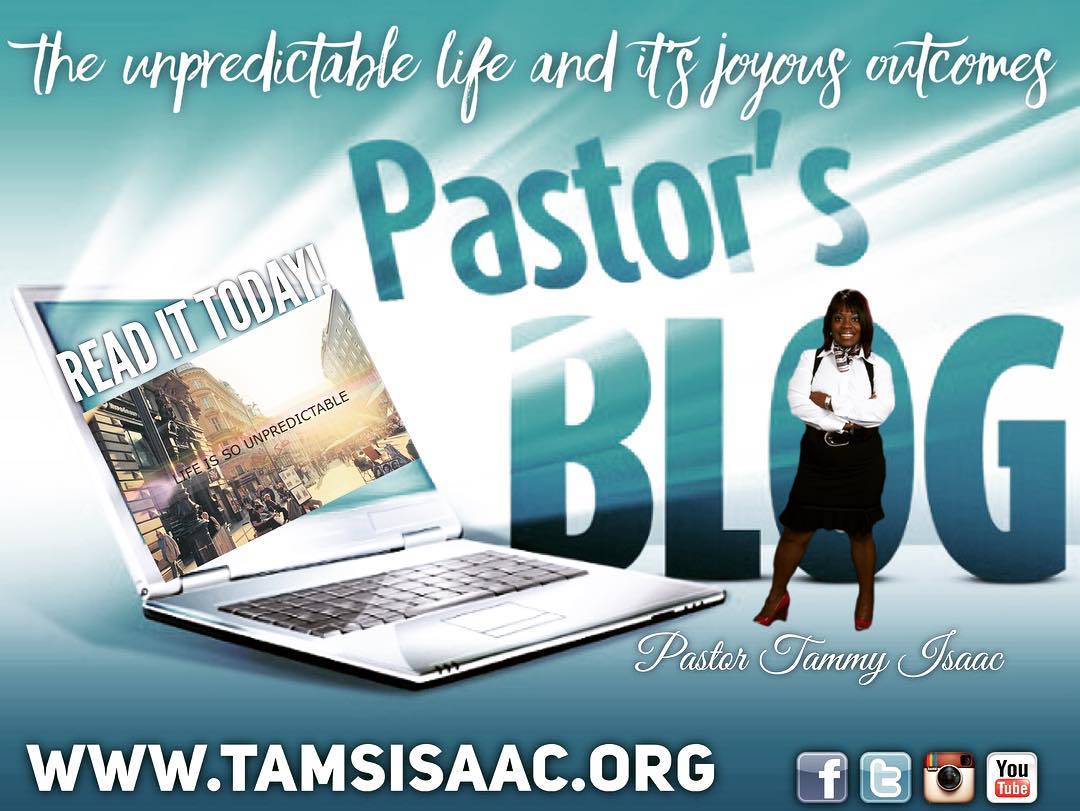 the unpredictable life and it's joyous outcomes
Pastor's
BLOG
READ IT TODAY!
LIFE IS SO UNPREDICTABLE
Pastor Tammy Isaac
WWW.TAMSISAAC.ORG
You
Tube